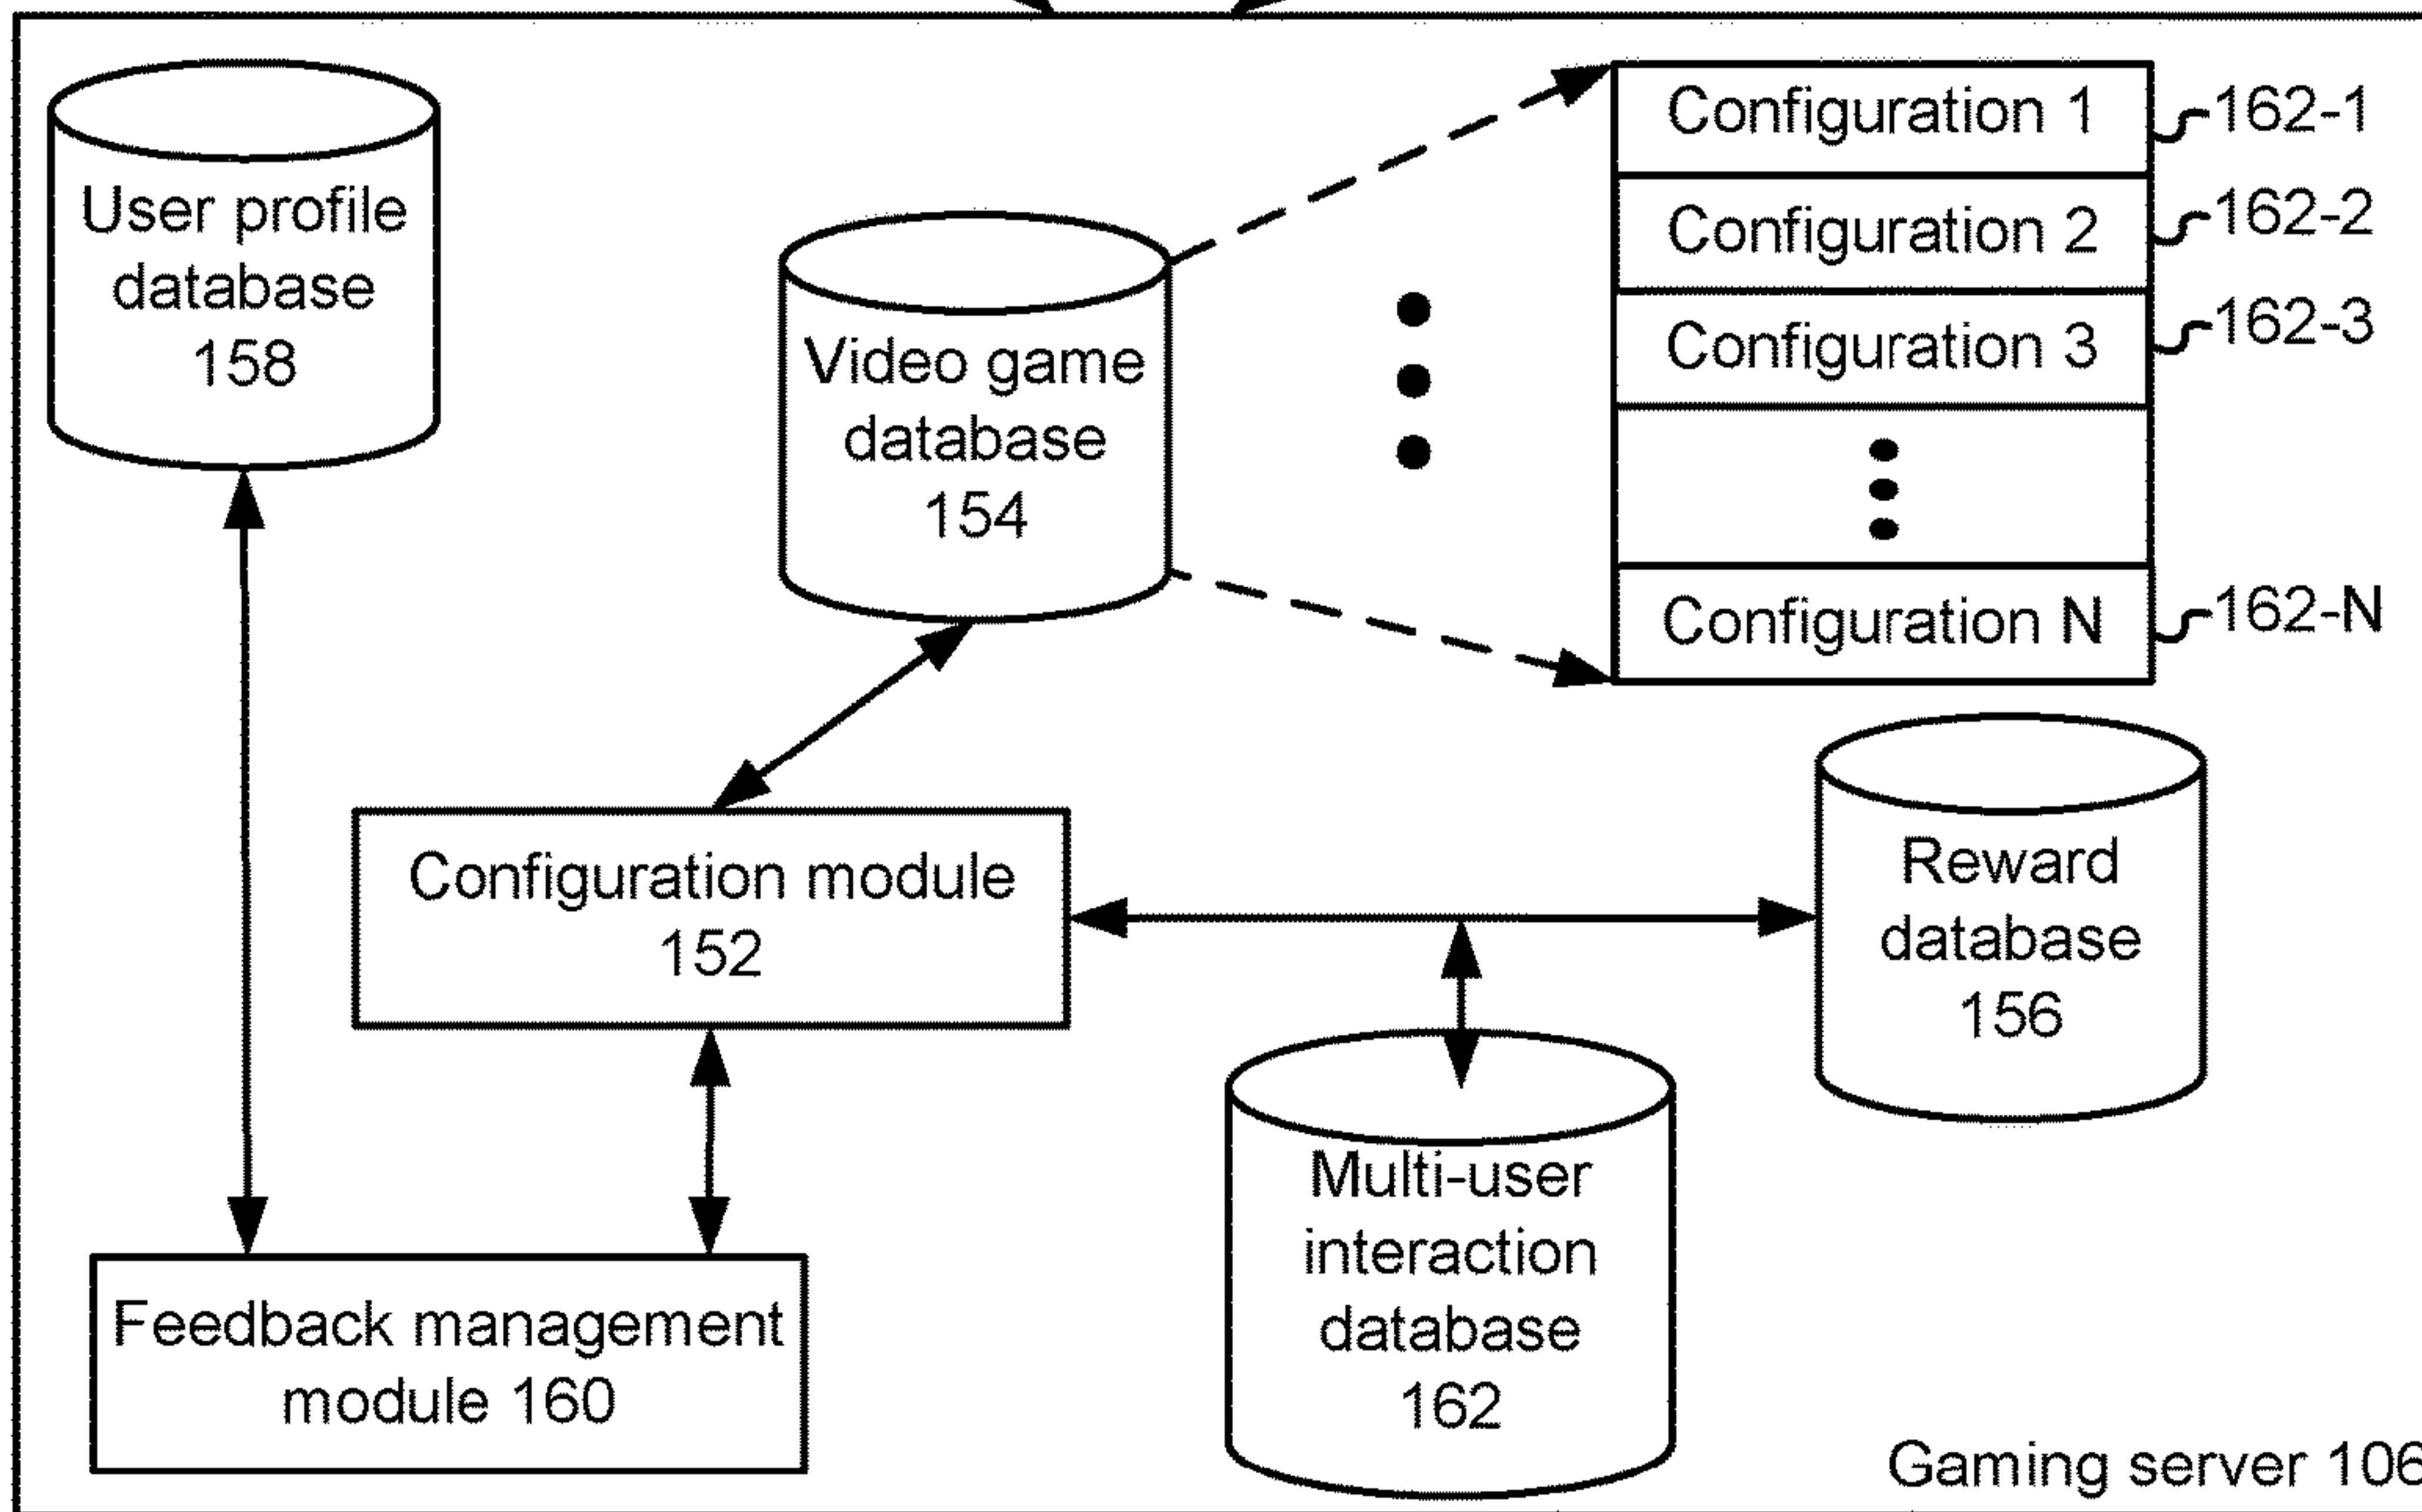 User profile
database
158
Video game
database
154
Configuration 1
162-1
Configuration 2
162-2
Configuration 3
162-3
Configuration N
162-N
Configuration module
152
Reward
database
156
Feedback management
module 160
Multi-user
interaction
database
162
Gaming server 106